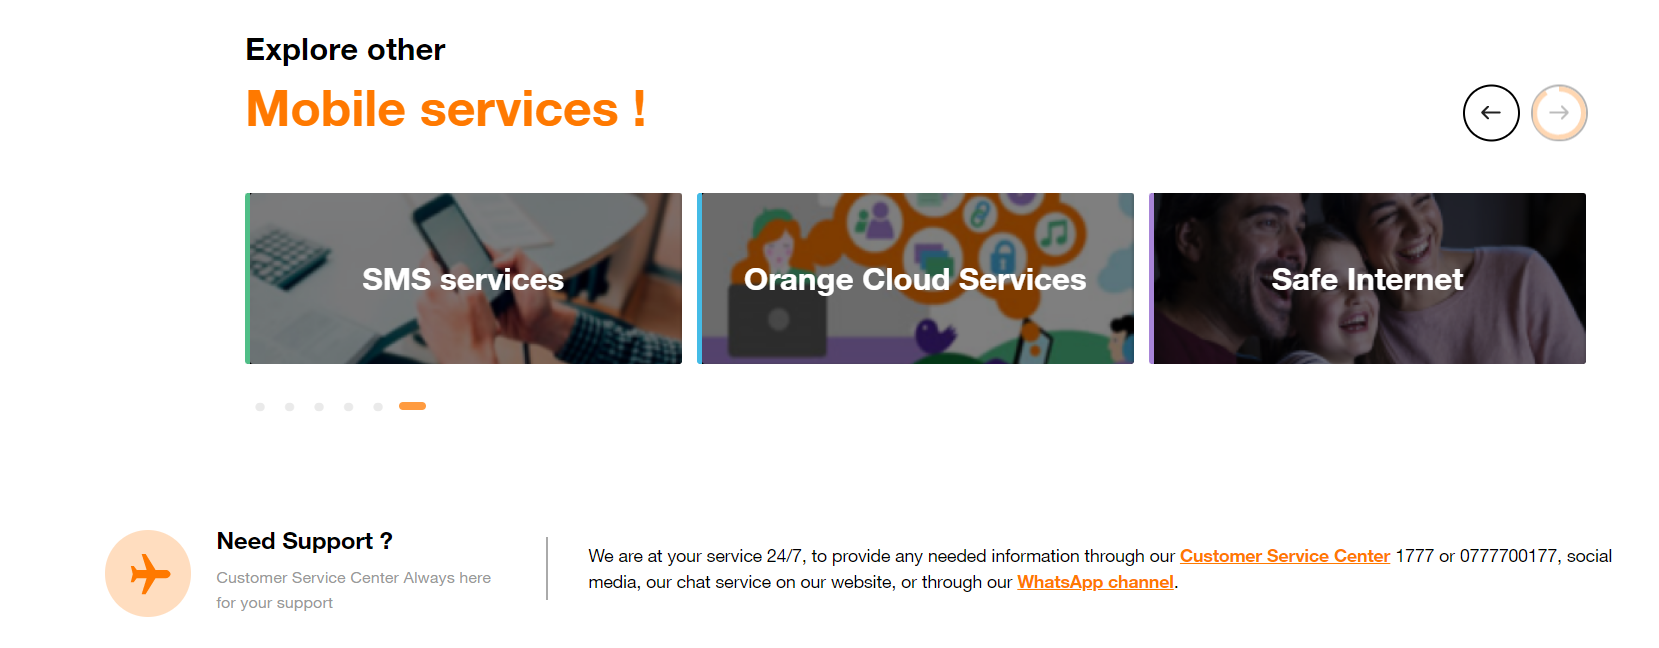 Explore other
Mobile services !
SMS services
Orange Cloud Services
Safe Internet
Need Support ?
Customer Service Center Always here
for your support
We are at your service 24/7, to provide any needed information through our Customer Service Center 1777 or 0777700177, social
media, our chat service on our website, or through our WhatsApp channel.